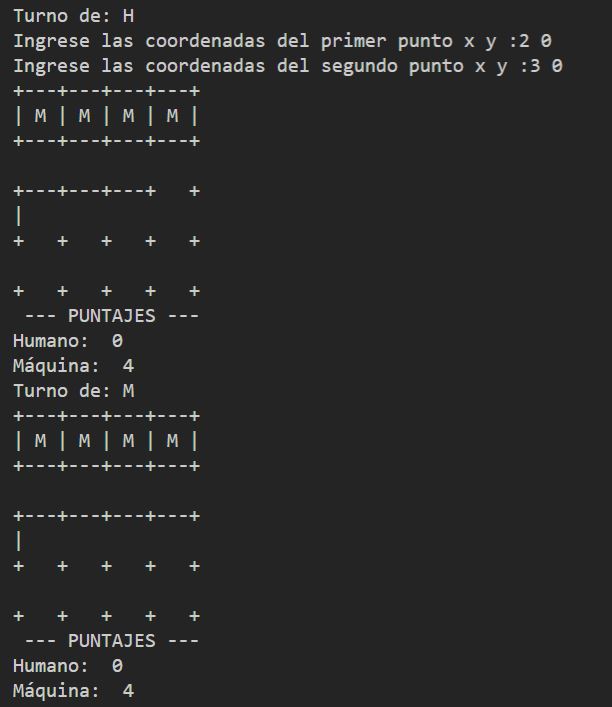 Turno de: H
Ingrese las coordenadas del primer punto x y :2 0
Ingrese las coordenadas del segundo punto x y :3 0
+---+---+---+---+
| M | M | M | M |
+---+---+---+---+

+---+---+---+   +
|
+   +   +   +   +

+   +   +   +   +
 --- PUNTAJES ---
Humano:  0
Máquina:  4
Turno de: M
+---+---+---+---+
| M | M | M | M |
+---+---+---+---+

+---+---+---+---+
|
+   +   +   +   +

+   +   +   +   +
 --- PUNTAJES ---
Humano:  0
Máquina:  4